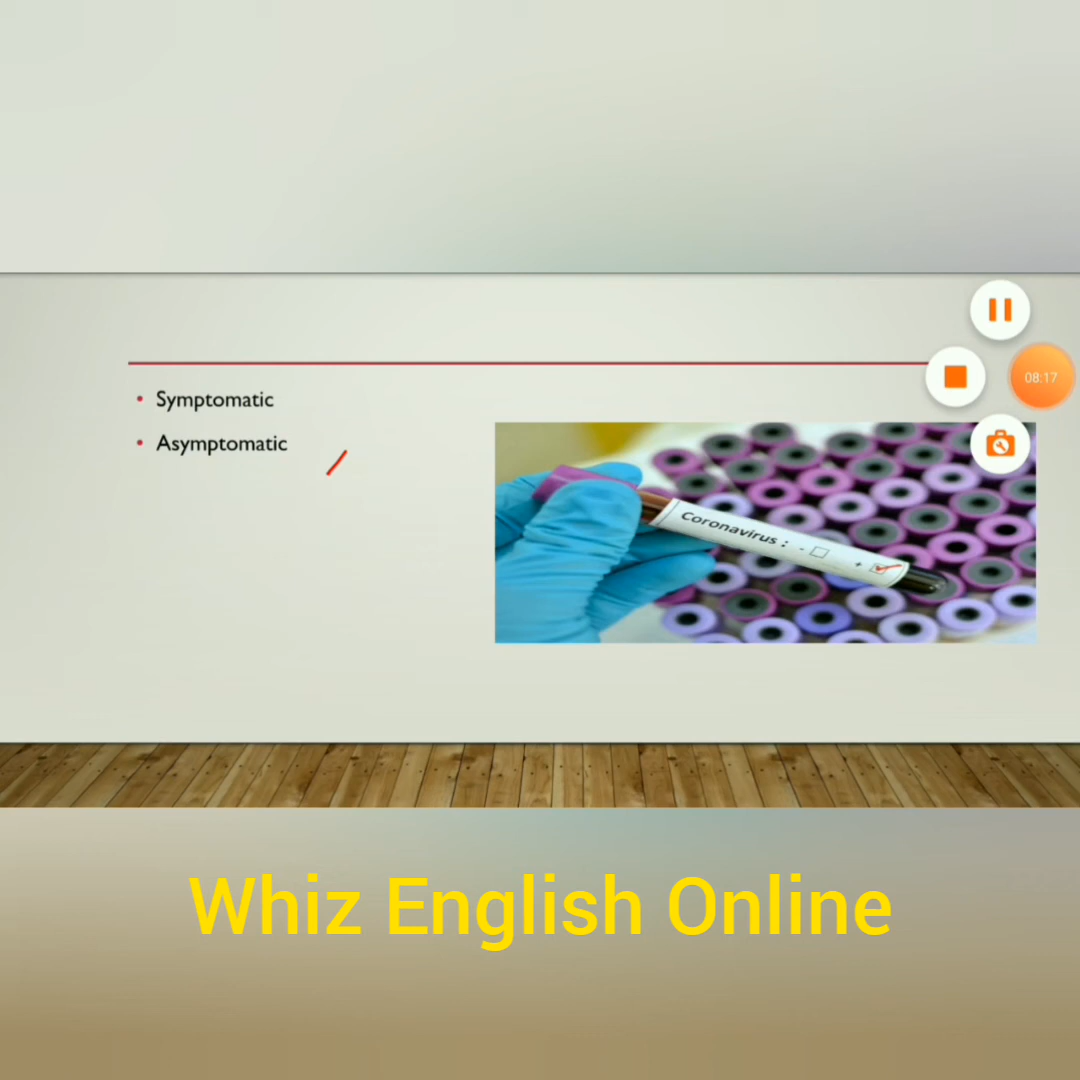 08:17
Symptomatic
Asymptomatic
Coronavirus : -
+
Whiz English Online